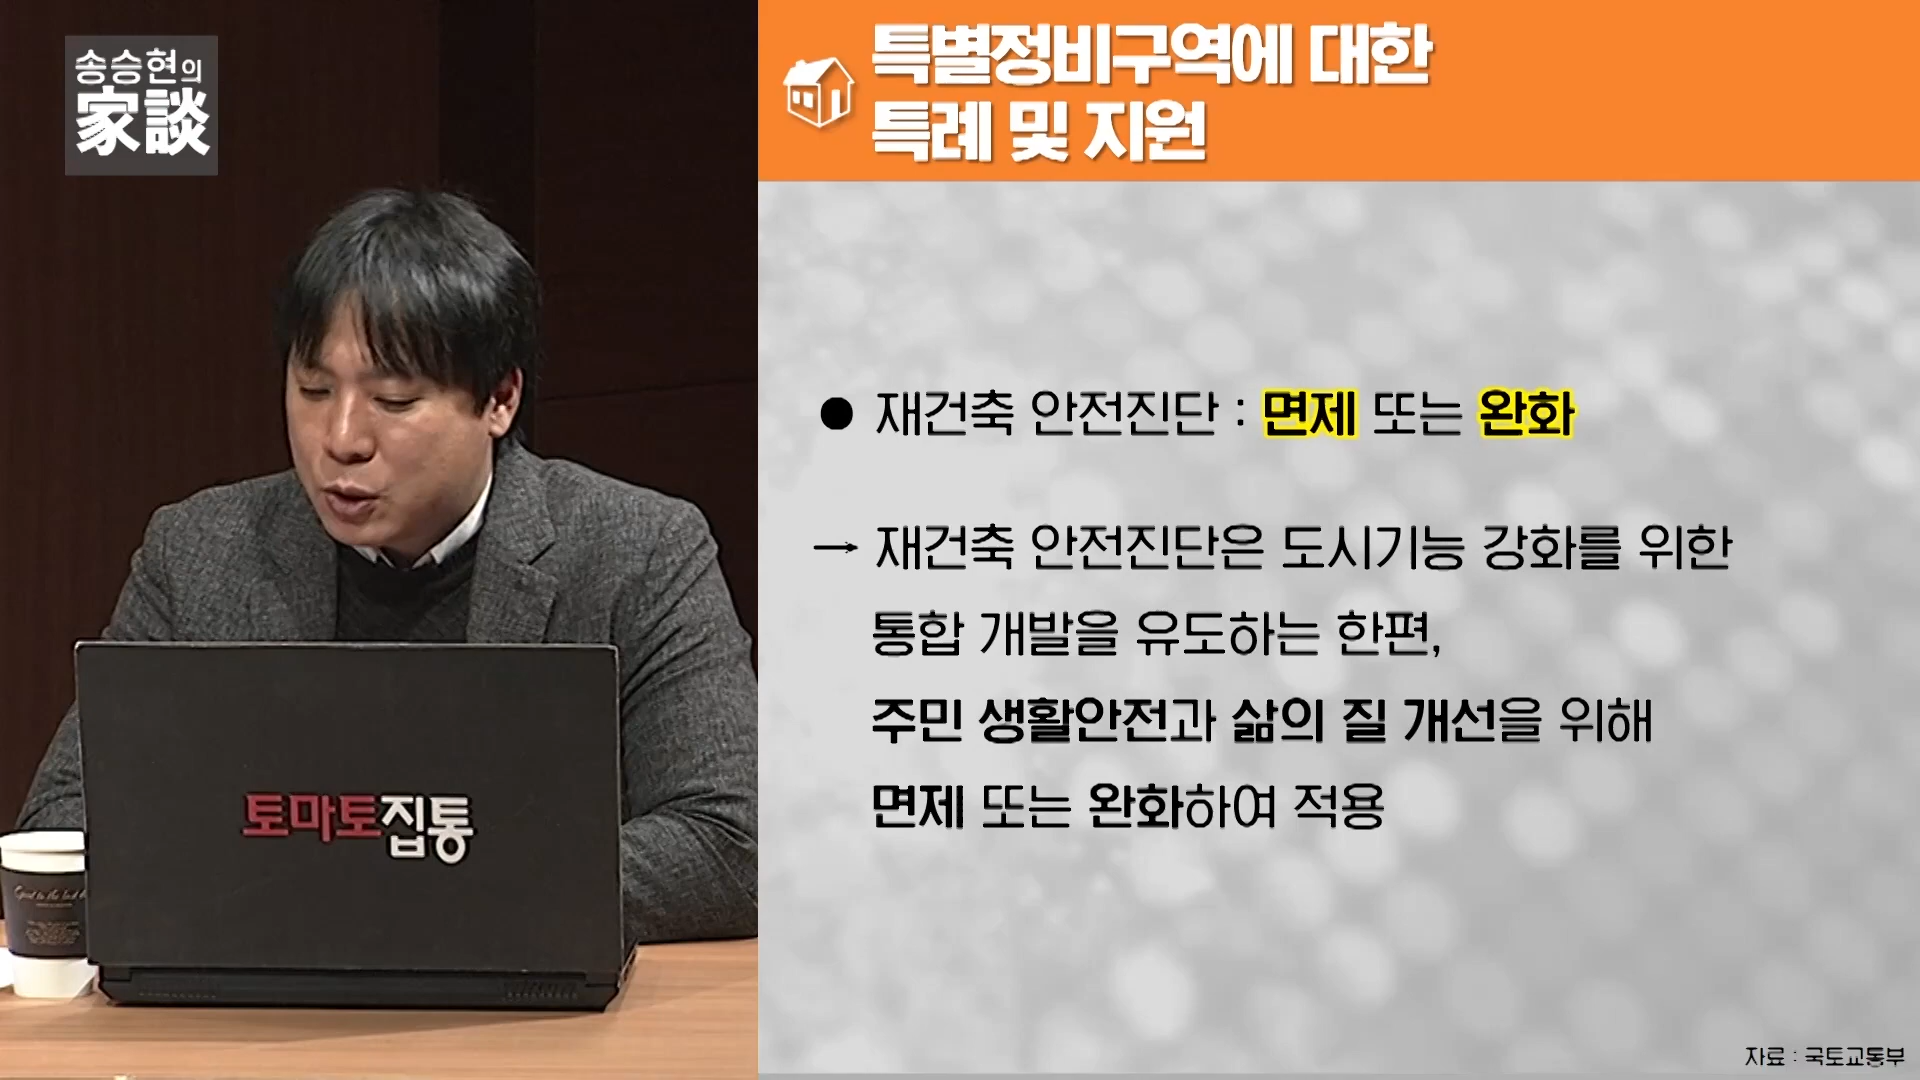 송승현의
家談
특별정비구역에 대한
특례 및 지원
● 재건축 안전진단 : 면제 또는 완화
→ 재건축 안전진단은 도시기능 강화를 위한
통합 개발을 유도하는 한편,
주민 생활안전과 삶의 질 개선을 위해
면제 또는 완화하여 적용
토마토집통
자료 : 국토교통부